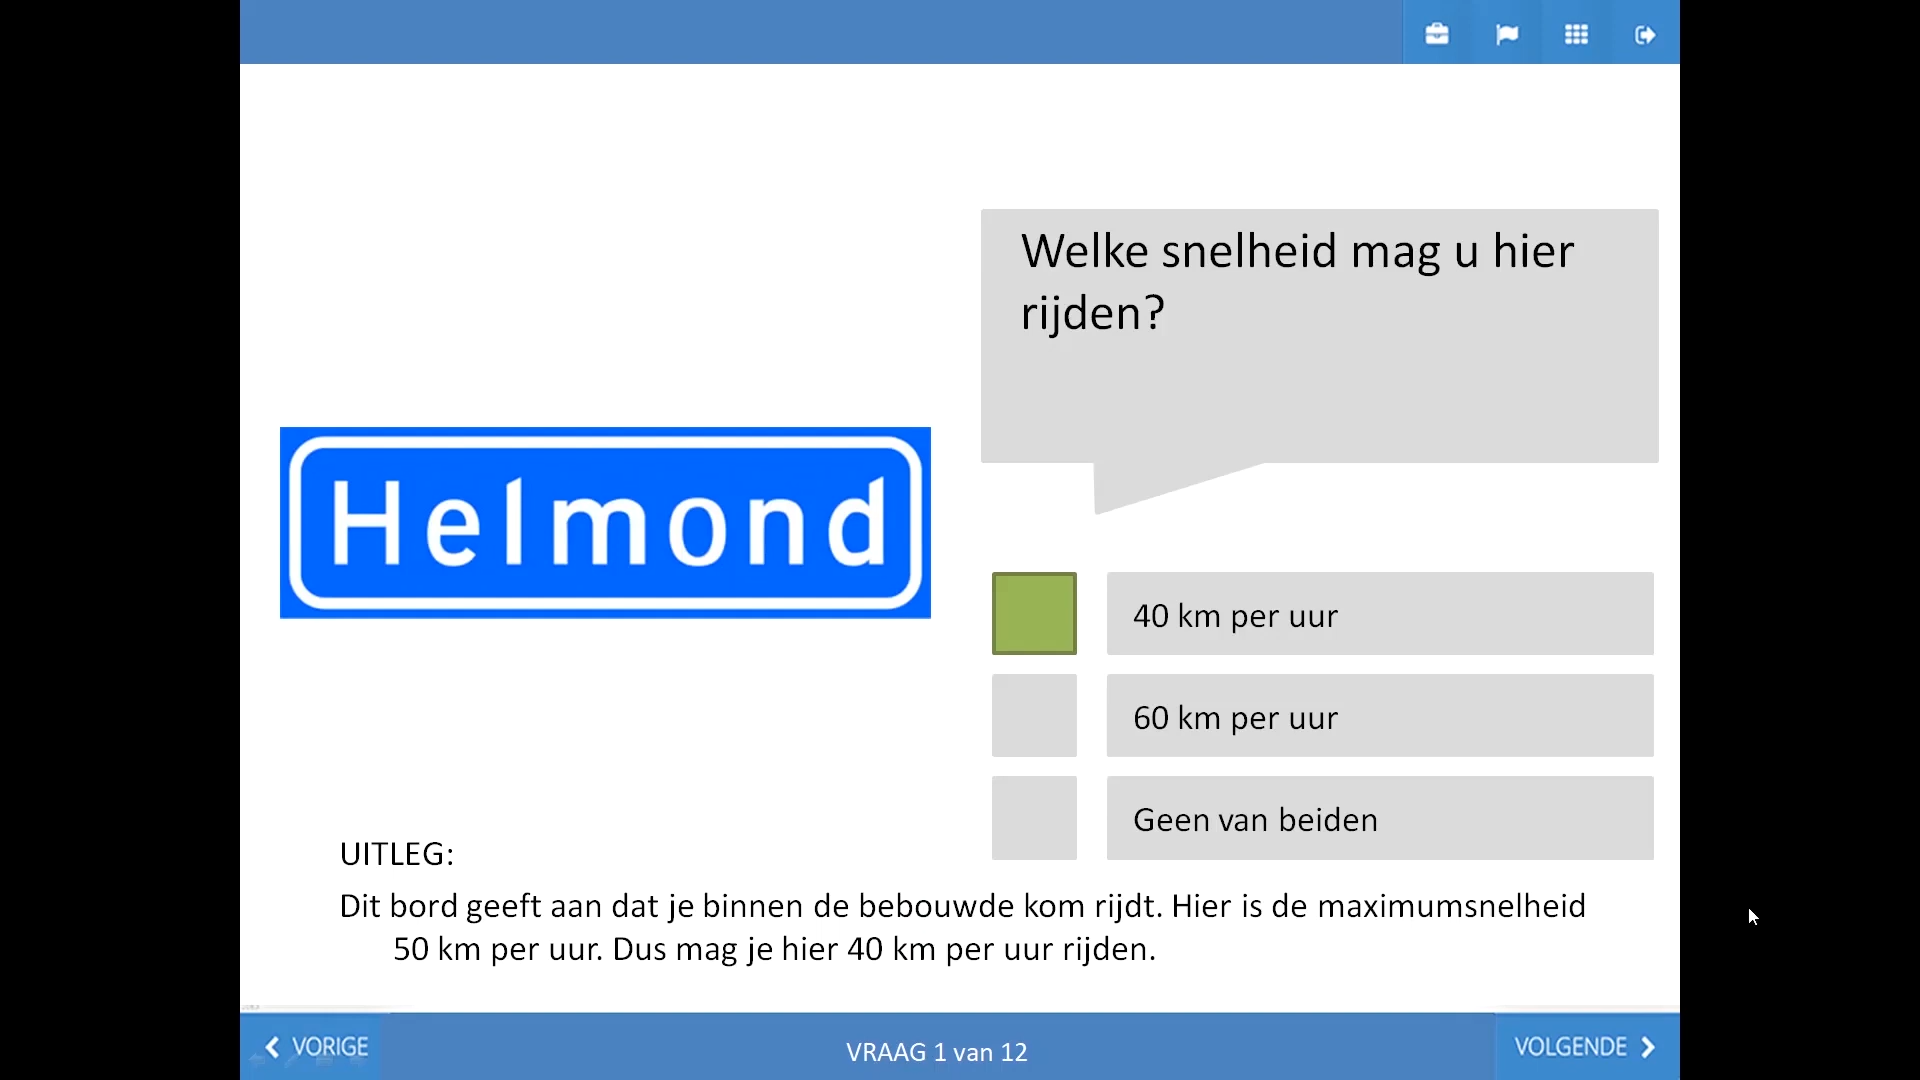 Welke snelheid mag u hier
rijden?
Helmond
40 km per uur
60 km per uur
Geen van beiden
UITLEG:
Dit bord geeft aan dat je binnen de bebouwde kom rijdt. Hier is de maximumsnelheid
50 km per uur. Dus mag je hier 40 km per uur rijden.
VORIGE
VRAAG 1 van 12
VOLGENDE